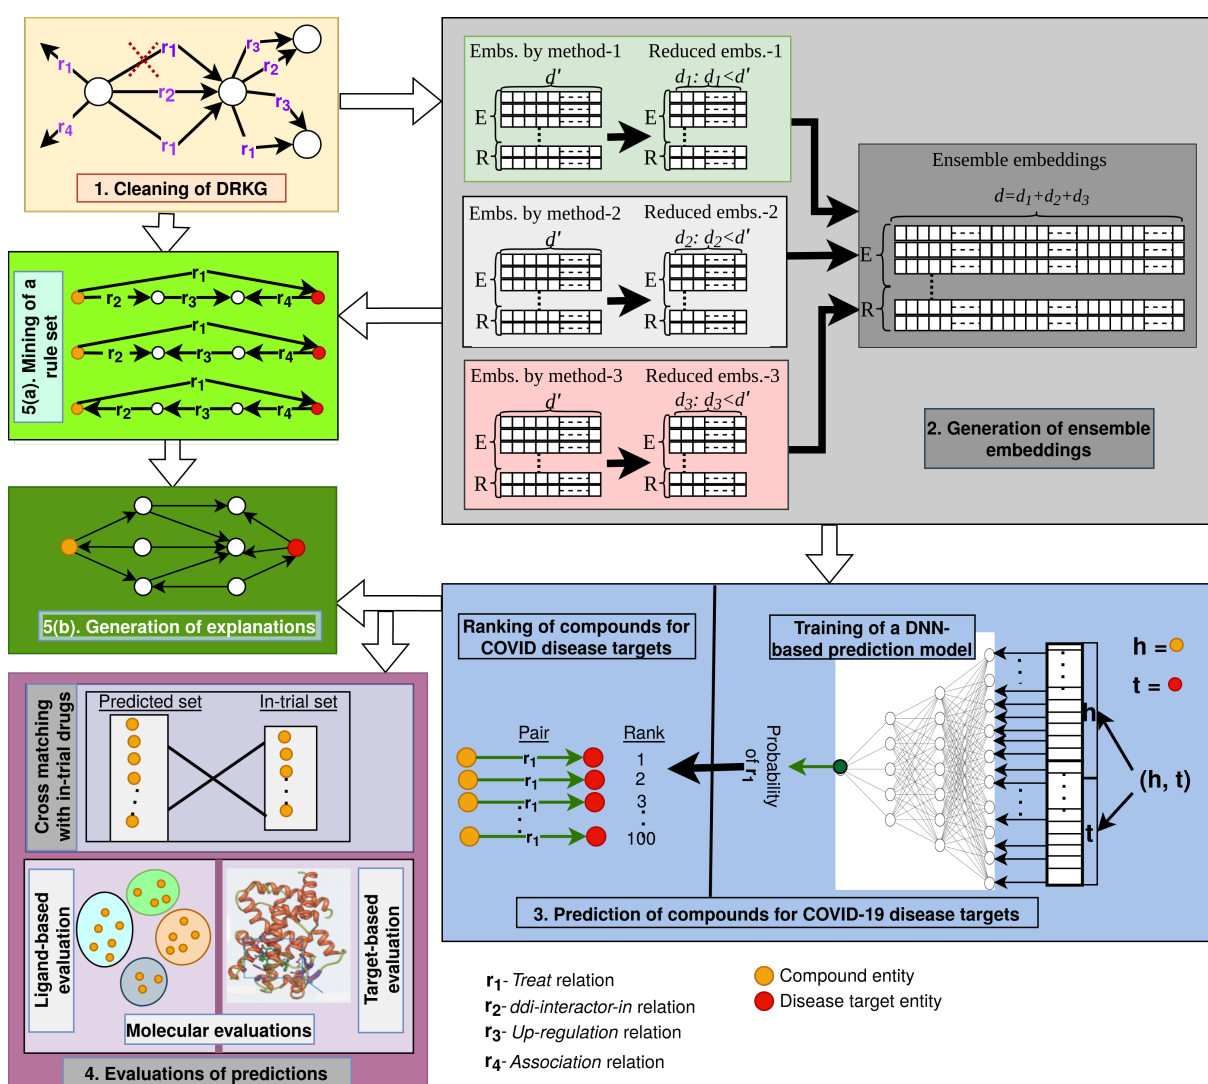 r1
r1
r2
r1
r4
r3
r2
r3
r1
1. Cleaning of DRKG
Embs. by method-1
Reduced embs.-1
d'
d1: d1<d'
E
R
E
R
Embs. by method-2
Reduced embs.-2
d'
d2: d2<d'
E
R
E
R
Embs. by method-3
Reduced embs.-3
d'
d3: d3<d'
E
R
Ensemble embeddings
d=d1+d2+d3
2. Generation of ensemble
embeddings
5(a). Mining of a
rule set
r1
r2
r3
r4
r1
r2
r3
r4
r1
r2
r3
r4
5(b). Generation of explanations
Ranking of compounds for
COVID disease targets
Pair
Rank
r1
1
r1
2
r1
3
r1
100
Training of a DNN-
based prediction model
Probability
of r1
h
t
(h, t)
h =
t =
3. Prediction of compounds for COVID-19 disease targets
Cross matching
with in-trial drugs
Predicted set
In-trial set
Ligand-based
evaluation
Target-based
evaluation
Molecular evaluations
4. Evaluations of predictions
r1- Treat relation
r2- ddi-interactor-in relation
r3- Up-regulation relation
r4- Association relation
Compound entity
Disease target entity